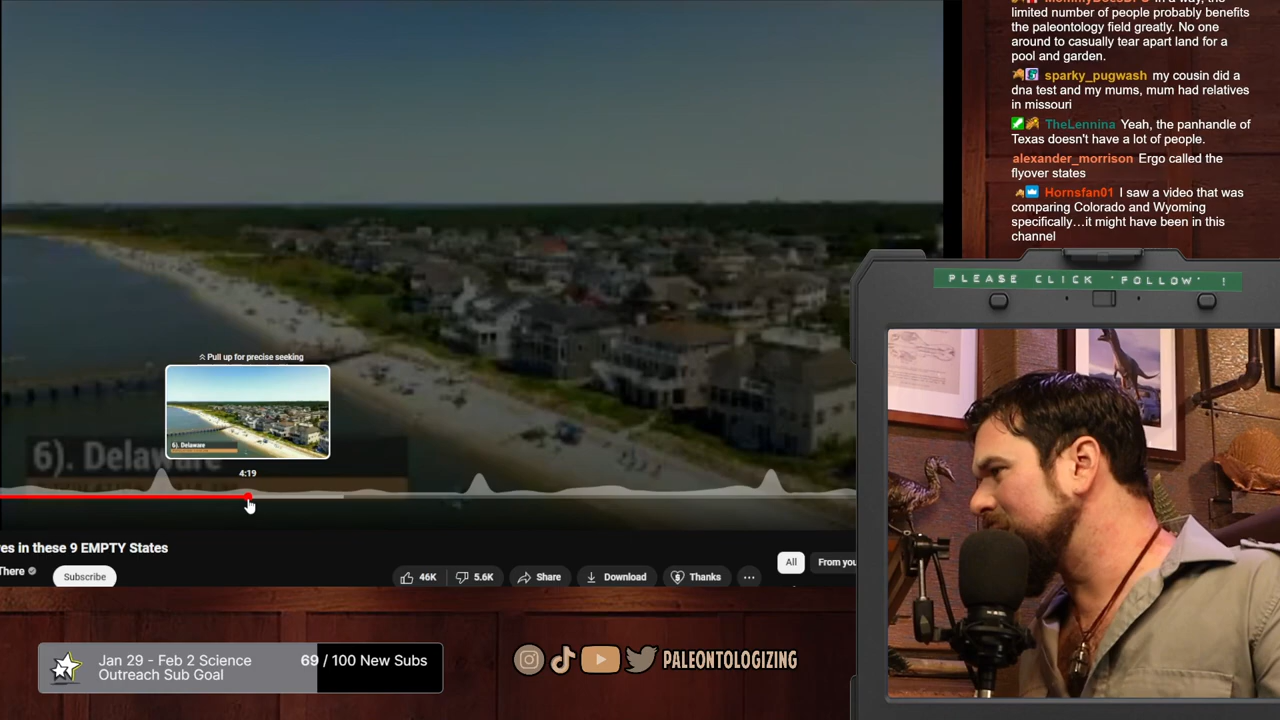 limited number of people probably benefits
the paleontology field greatly. No one
around to casually tear apart land for a
pool and garden.
sparky_pugwash my cousin did a
dna test and my mums, mum had relatives
in missouri
TheLennina Yeah, the panhandle of
Texas doesn't have a lot of people.
alexander_morrison Ergo called the
flyover states
Hornsfan01 I saw a video that was
comparing Colorado and Wyoming
specifically…it might have been in this
channel
PLEASE CLICK 'FOLLOW' !
Pull up for precise seeking
6). Delaware
4:19
6). Delaware
es in these 9 EMPTY States
There
Subscribe
46K
5.6K
Share
Download
Thanks
All
From you
Jan 29 - Feb 2 Science
Outreach Sub Goal
69 / 100 New Subs
PALEONTOLOGIZING